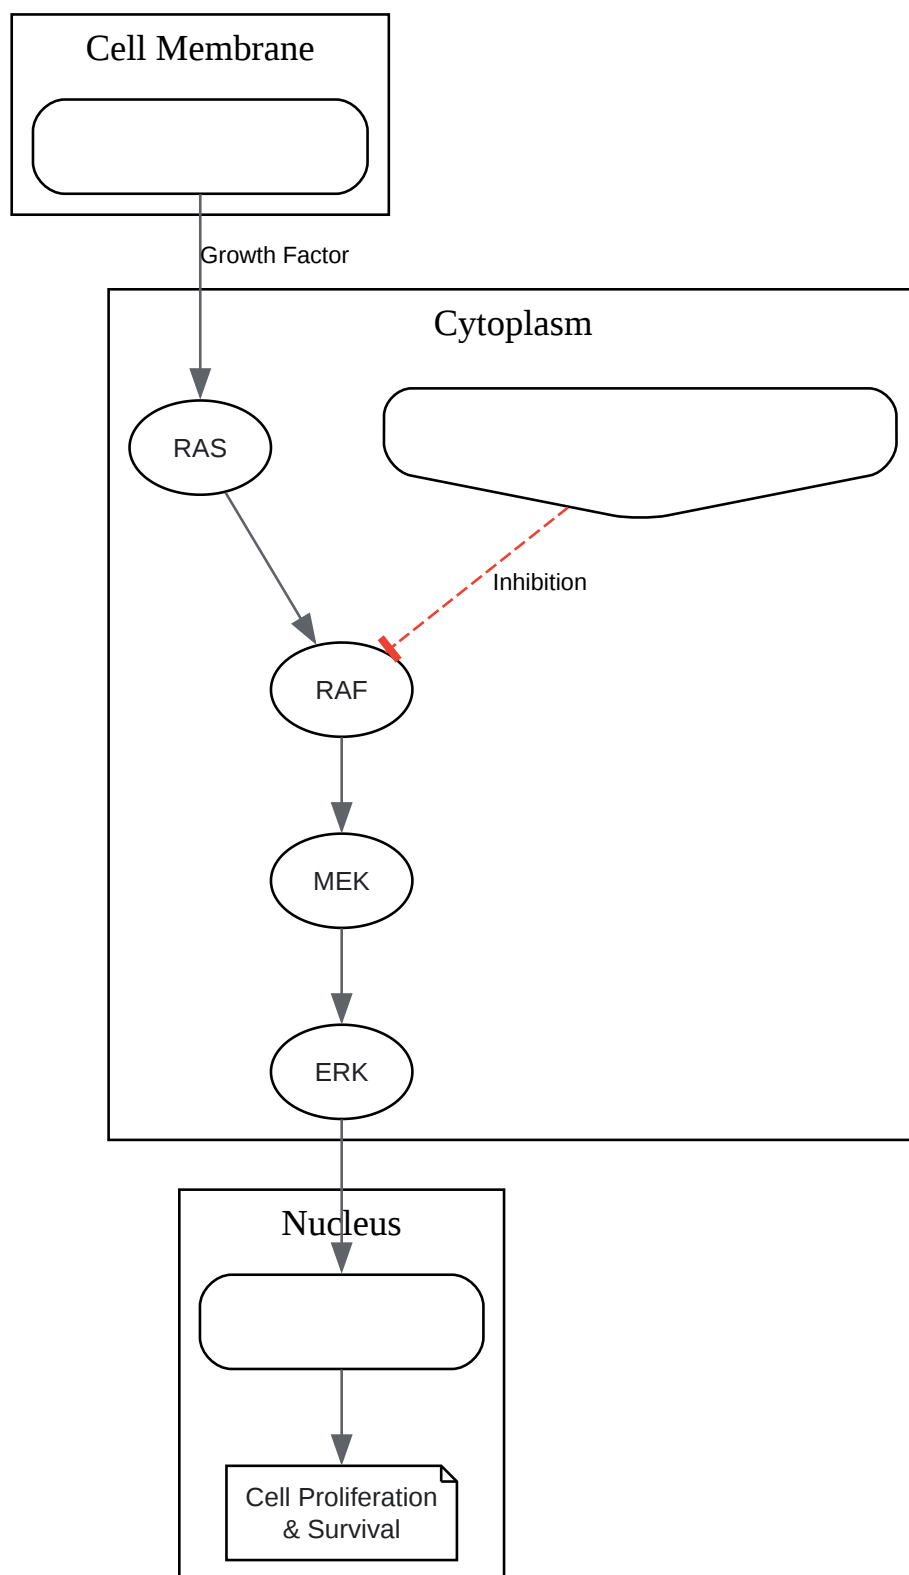 Cell Membrane
Growth Factor
Cytoplasm
RAS
Inhibition
RAF
MEK
ERK
Nucleus
Cell Proliferation
& Survival